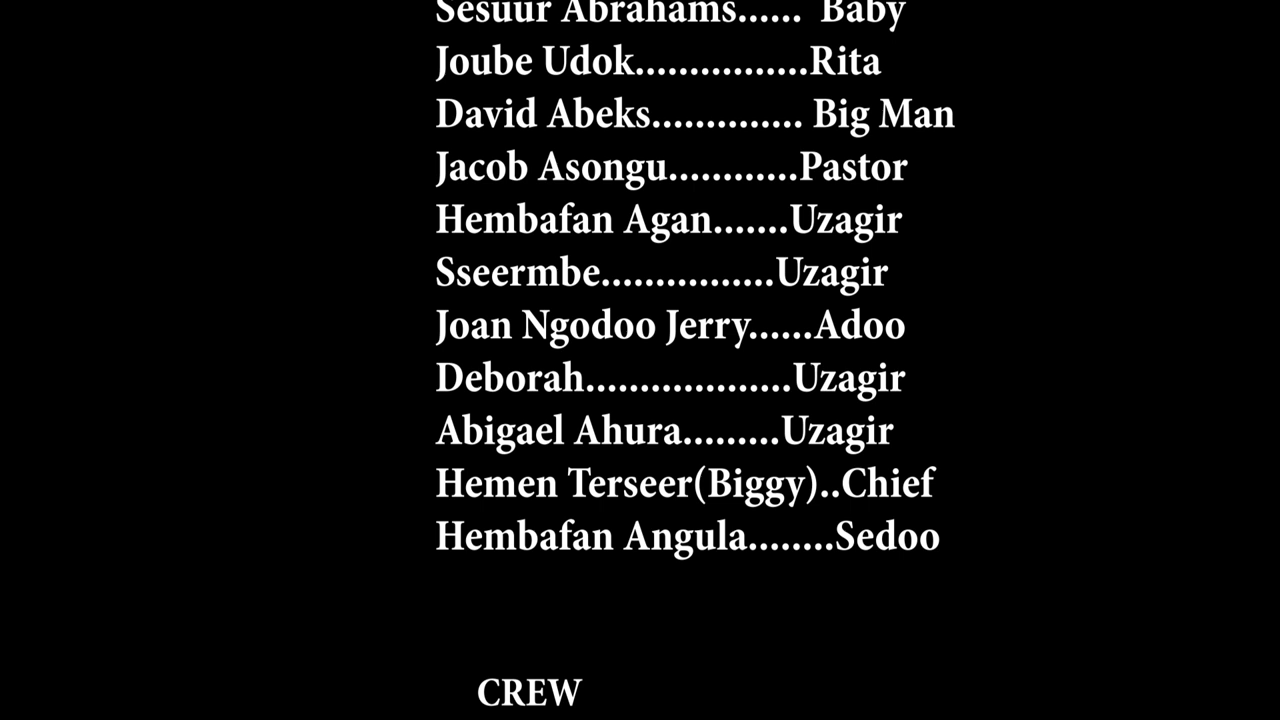 Sesuur Abrahams...... Baby
Joube Udok................Rita
David Abeks.............. Big Man
Jacob Asongu............Pastor
Hembafan Agan.......Uzagir
Sseermbe................Uzagir
Joan Ngodoo Jerry......Adoo
Deborah...................Uzagir
Abigael Ahura.........Uzagir
Hemen Terseer(Biggy)..Chief
Hembafan Angula........Sedoo
CREW